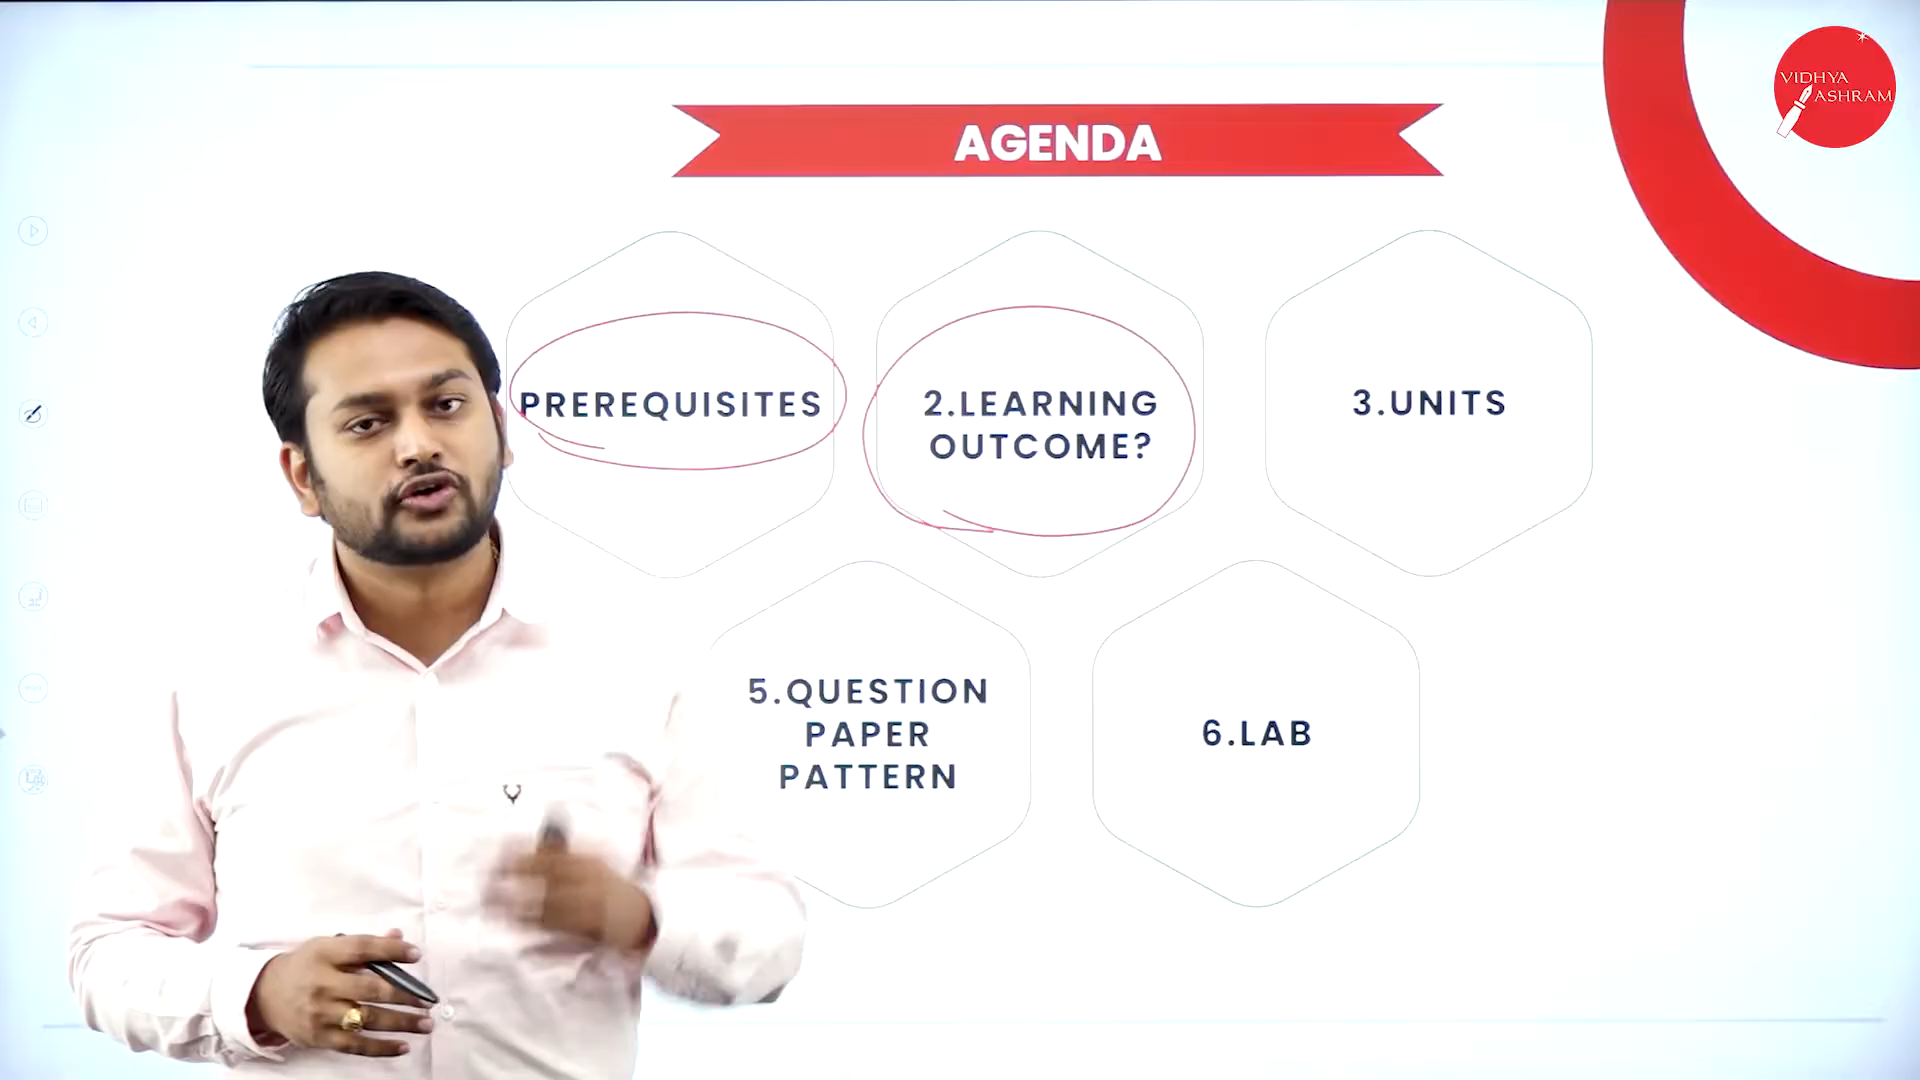 VIDHYA
ASHRAM
AGENDA
PREREQUISITES
2.LEARNING
OUTCOME?
3.UNITS
5.QUESTION
PAPER
PATTERN
6.LAB